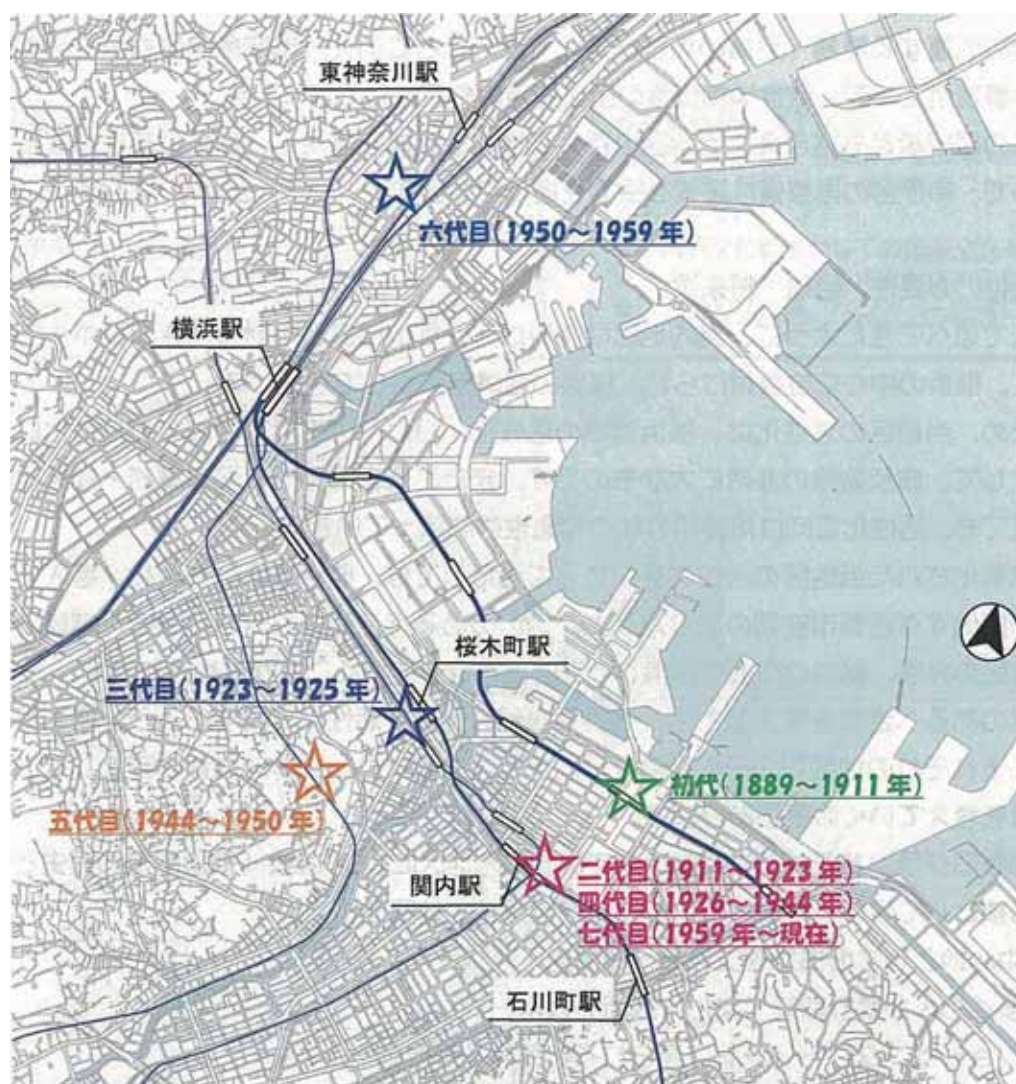 東神奈川駅
六代目(1950～1959年)
横浜駅
桜木町駅
三代目(1923～1925年)
初代(1889～1911年)
五代目(1944～1950年)
関内駅
二代目(1911～1923年)
四代目(1926～1944年)
七代目(1959年～現在)
石川町駅